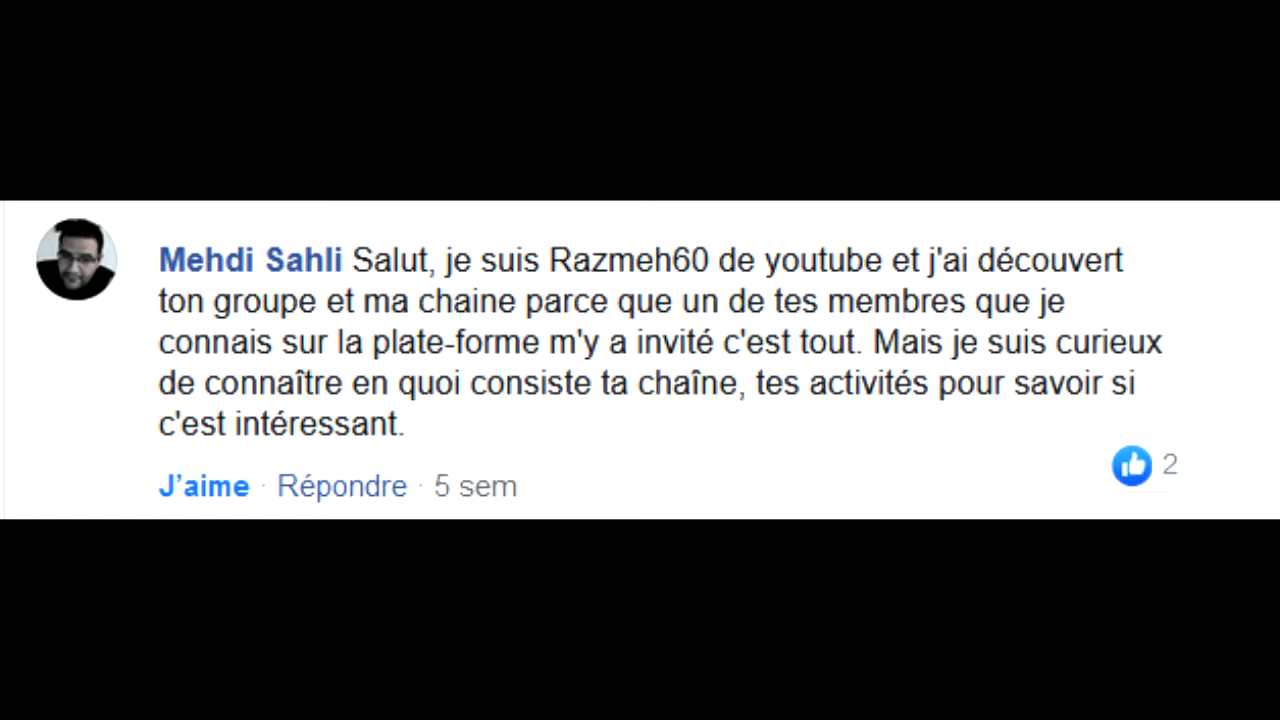 Mehdi Sahli Salut, je suis Razmeh60 de youtube et j'ai découvert
ton groupe et ma chaine parce que un de tes membres que je
connais sur la plate-forme m'y a invité c'est tout. Mais je suis curieux
de connaître en quoi consiste ta chaîne, tes activités pour savoir si
c'est intéressant.
J’aime · Répondre · 5 sem
2